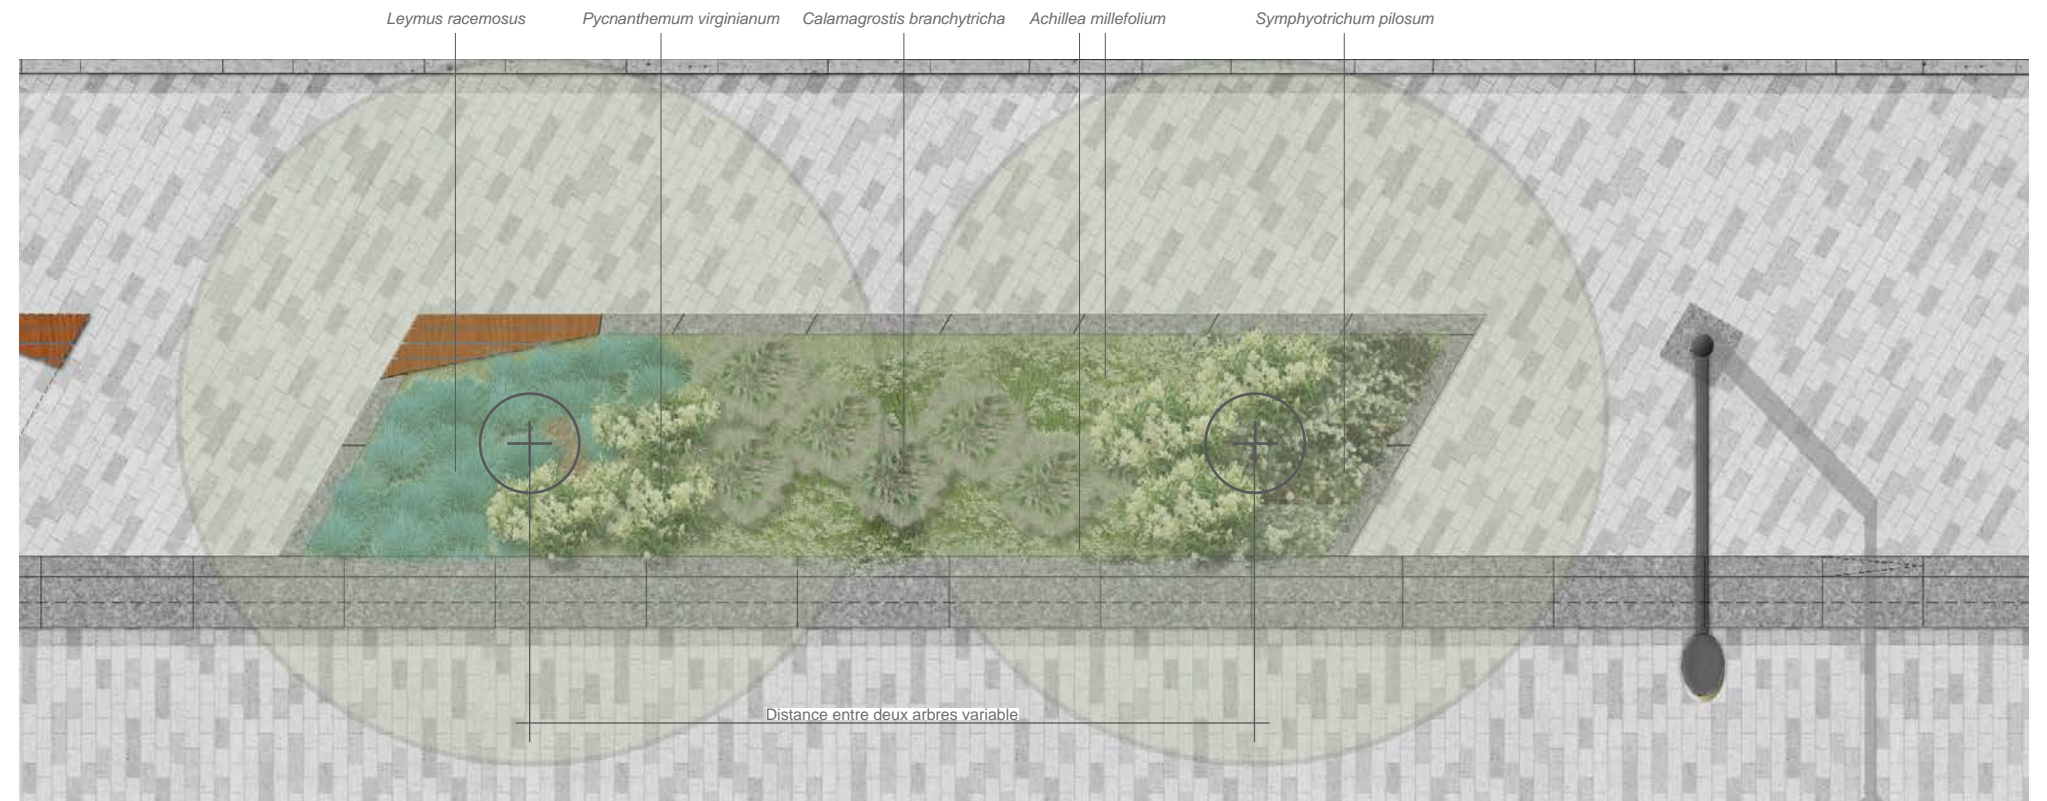 Leymus racemosus
Pycnanthemum virginianum
Calamagrostis branchytricha
Achillea millefolium
Symphyotrichum pilosum
Distance entre deux arbres variable